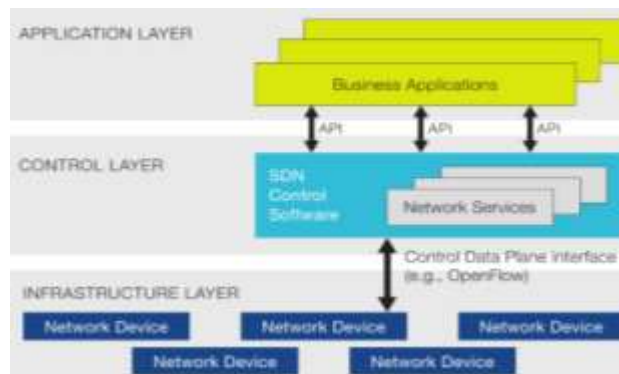 APPLICATION LAYER
Business Applications
API
API
API
CONTROL LAYER
SDN
Control
Software
Network Services
Control Data Plane interface
(e.g., OpenFlow)
INFRASTRUCTURE LAYER
Network Device
Network Device
Network Device
Network Device
Network Device